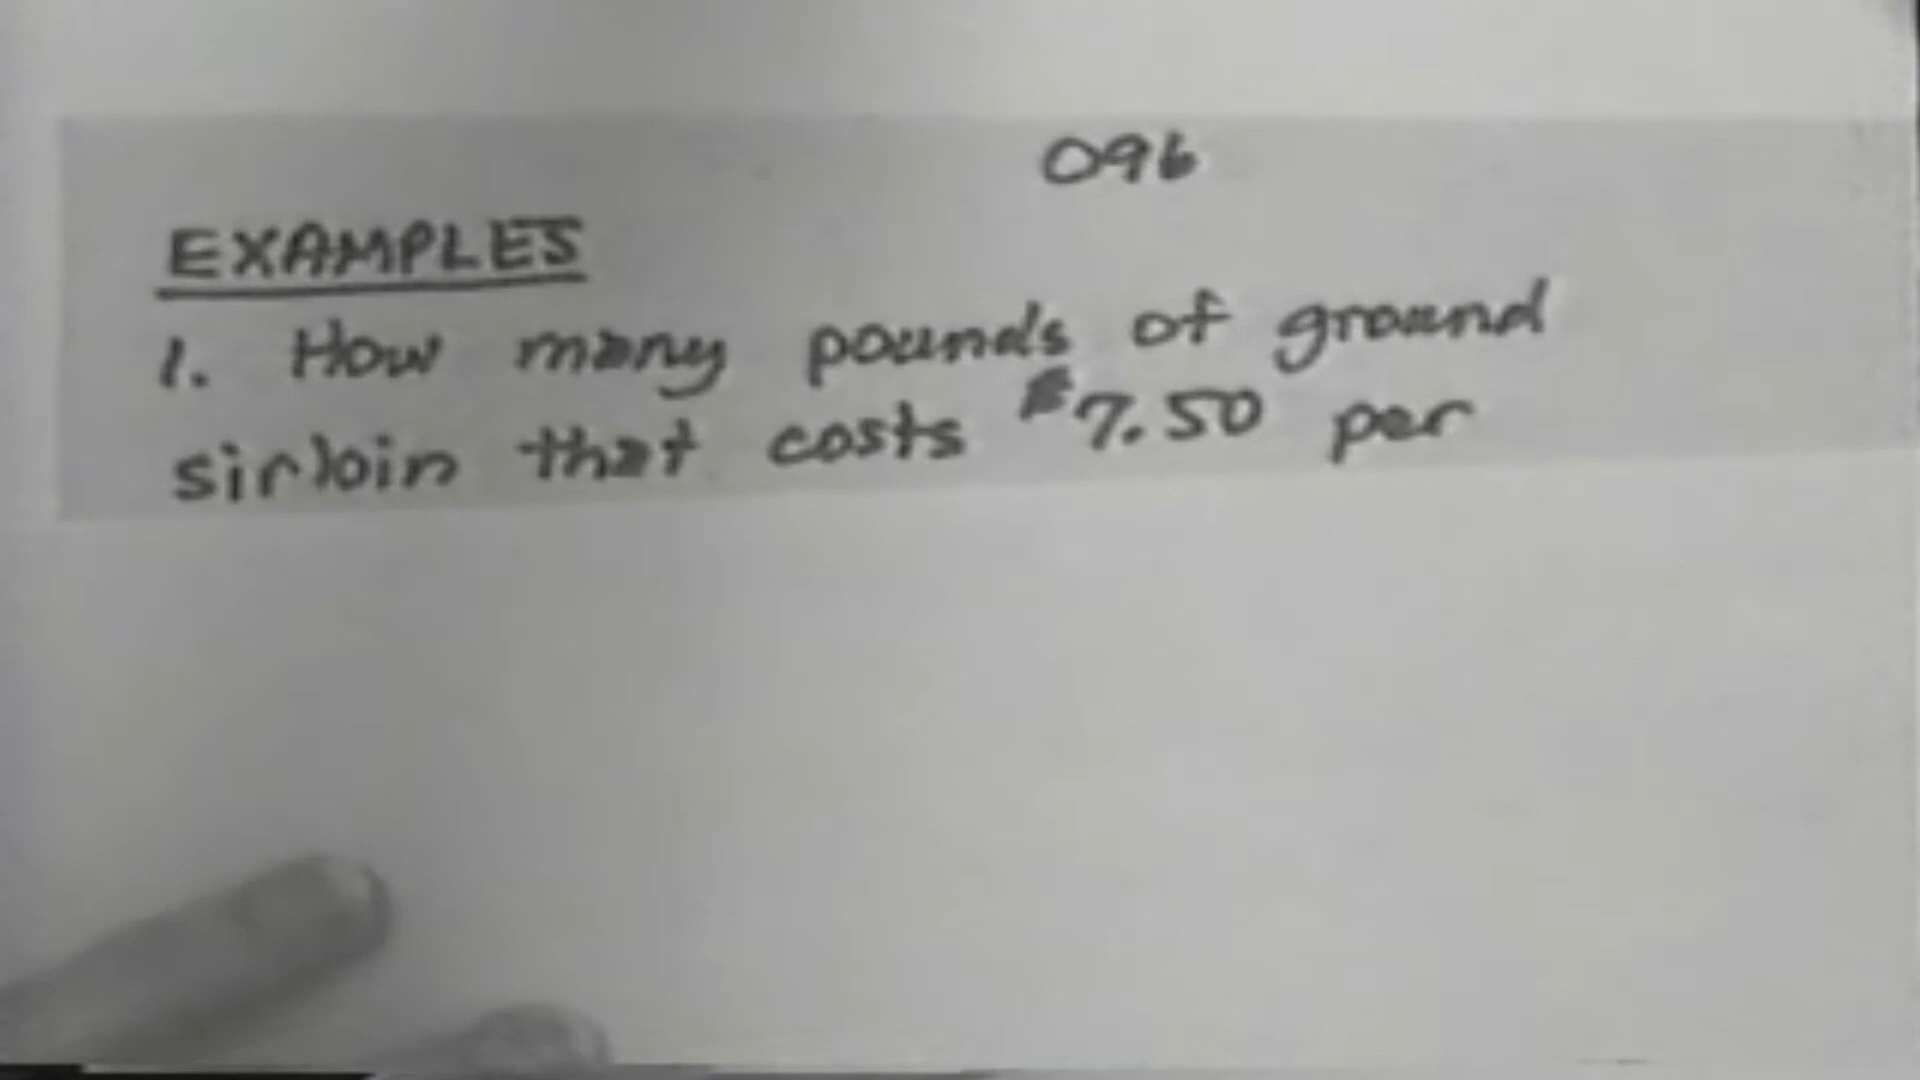 096
EXAMPLES
1. How many pounds of ground
sirloin that costs $7.50 per